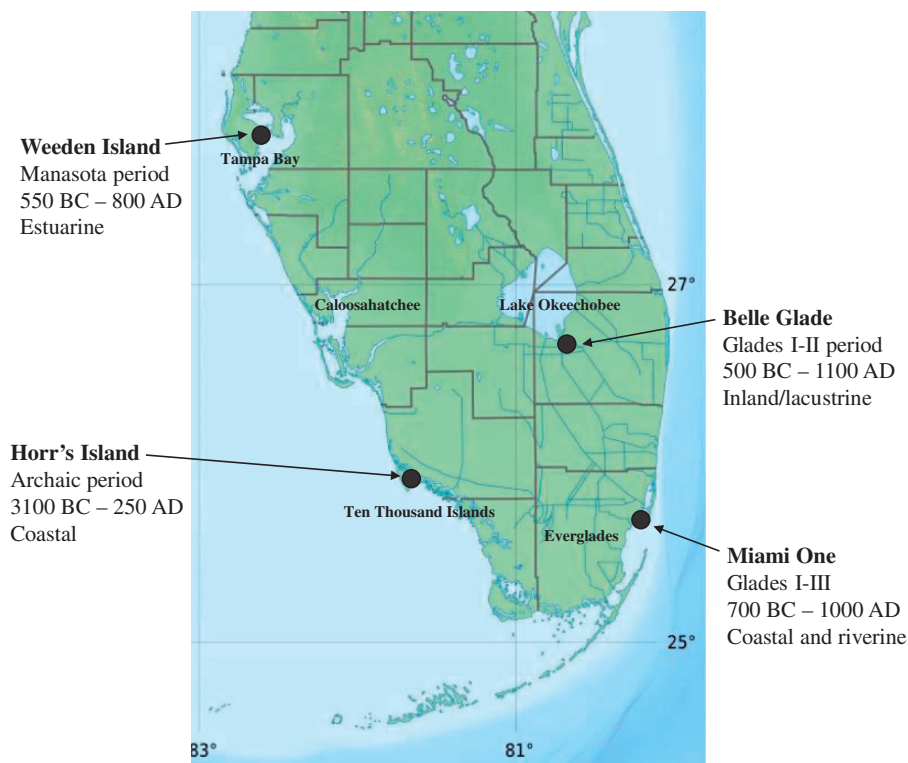 Weeden Island
Manasota period
550 BC – 800 AD
Estuarine
Tampa Bay
27°
Caloosahatchee
Lake Okeechobee
Belle Glade
Glades I-II period
500 BC – 1100 AD
Inland/lacustrine
Horr’s Island
Archaic period
3100 BC – 250 AD
Coastal
Ten Thousand Islands
Everglades
Miami One
Glades I-III
700 BC – 1000 AD
Coastal and riverine
25°
83°
81°